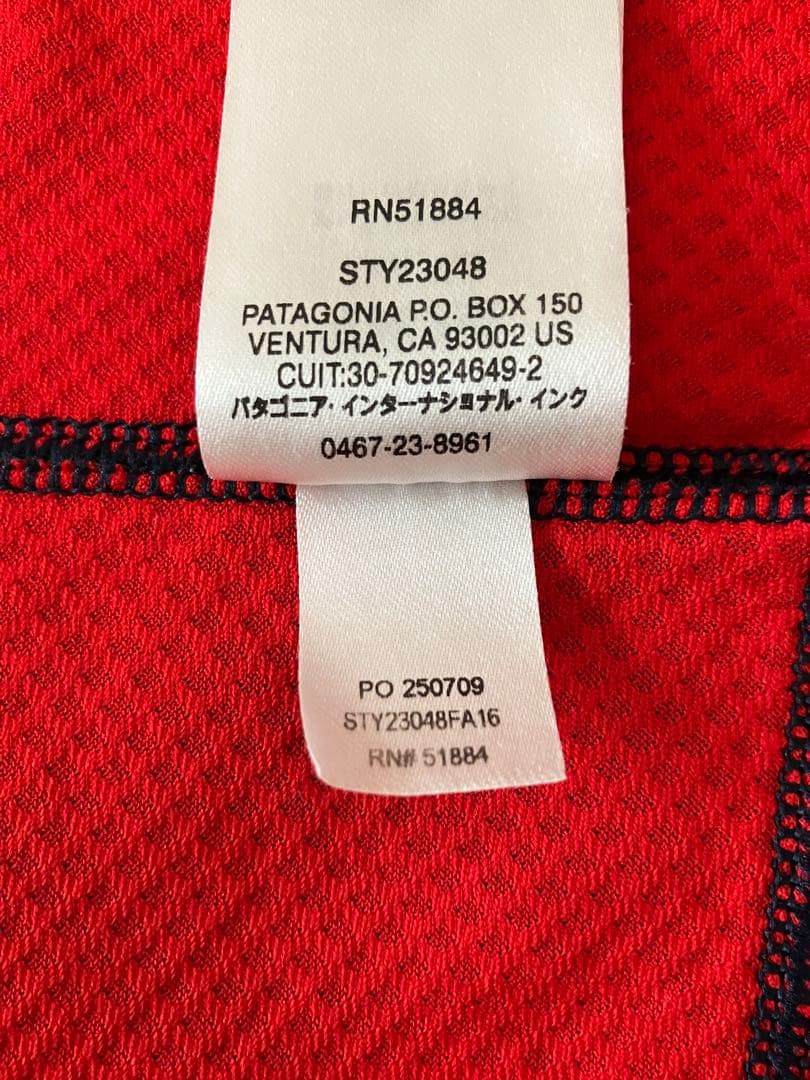 RN51884
STY23048
PATAGONIA P.O. BOX 150
VENTURA, CA 93002 US
CUIT:30-70924649-2
パタゴニア・インターナショナル・インク
0467-23-8961
PO 250709
STY23048FA16
RN# 51884